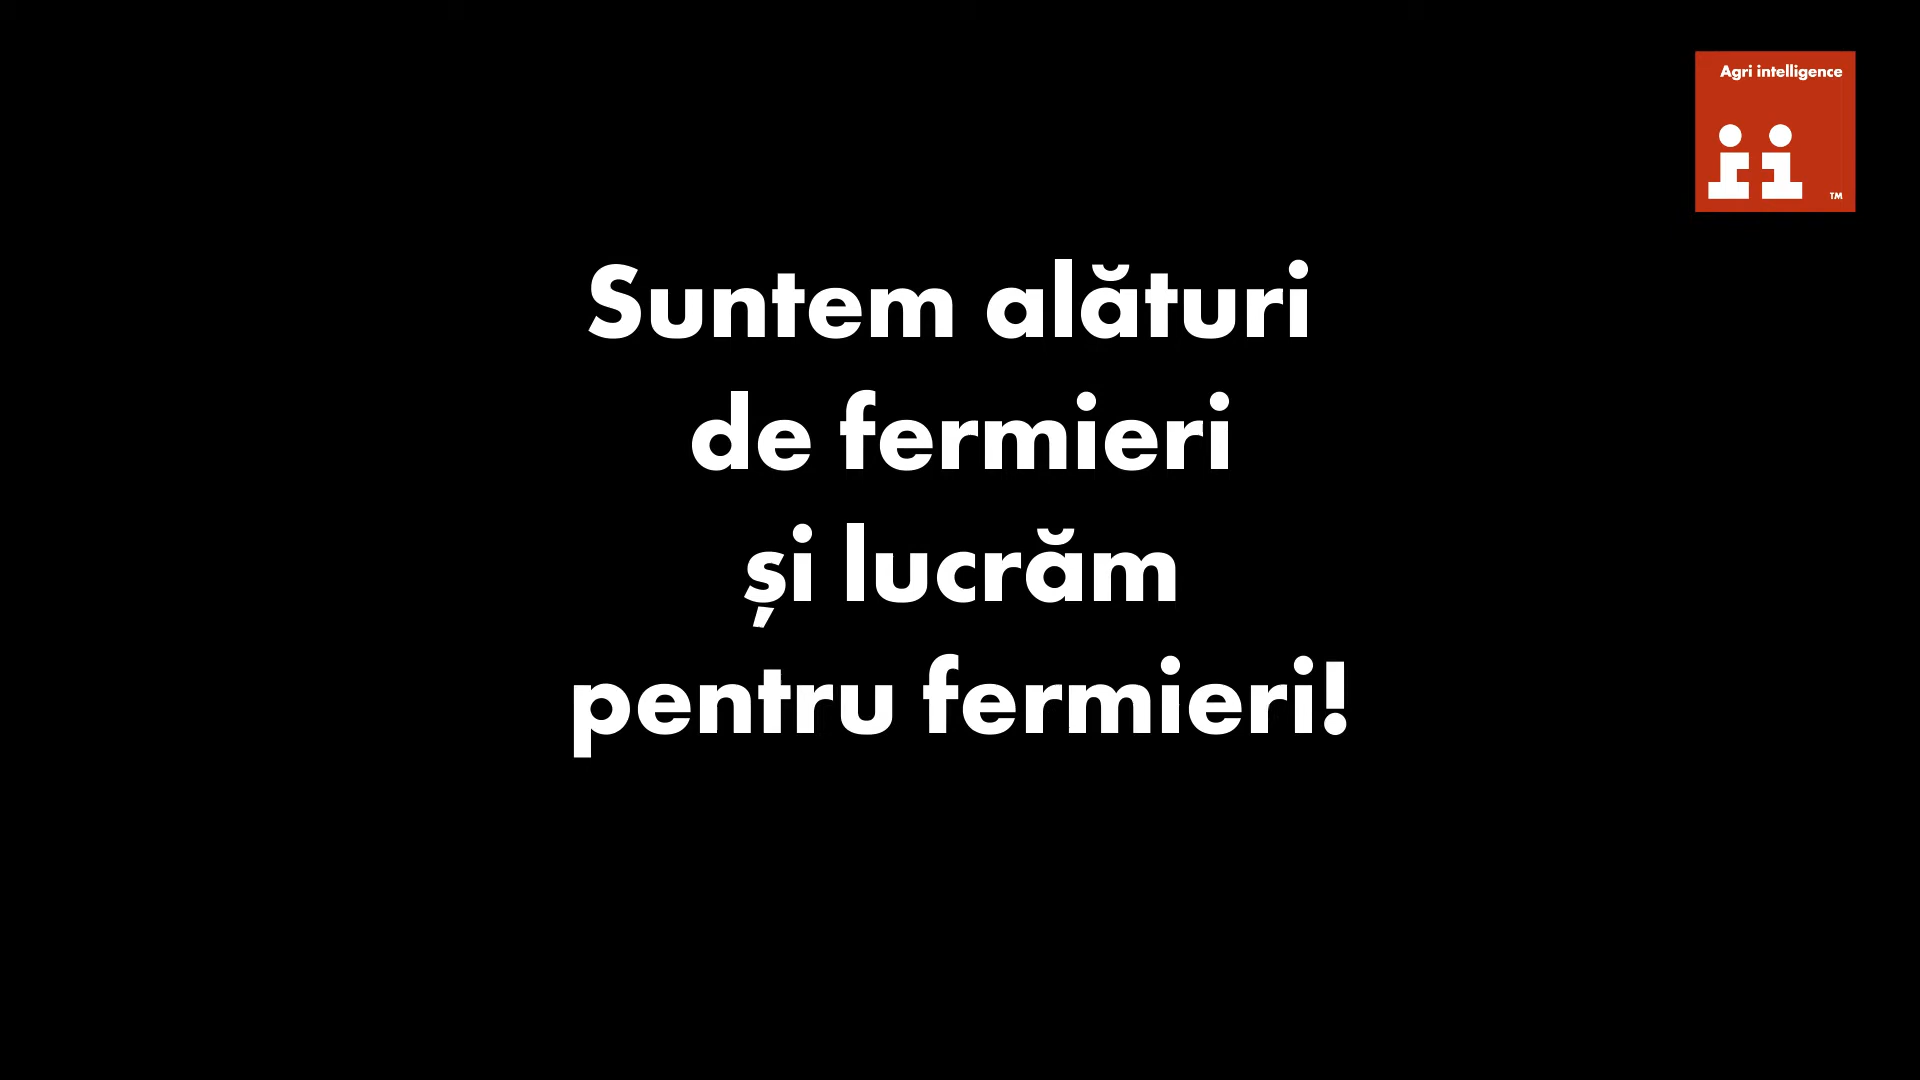 Agri intelligence
TM
Suntem alături
de fermieri
și lucrăm
pentru fermieri!